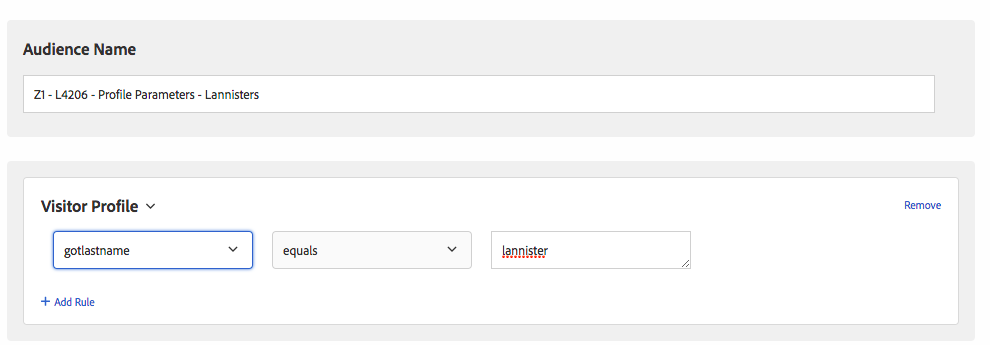 Audience Name
Z1 - L4206 - Profile Parameters - Lannisters
Visitor Profile
Remove
gotlastname equals lannister
+ Add Rule